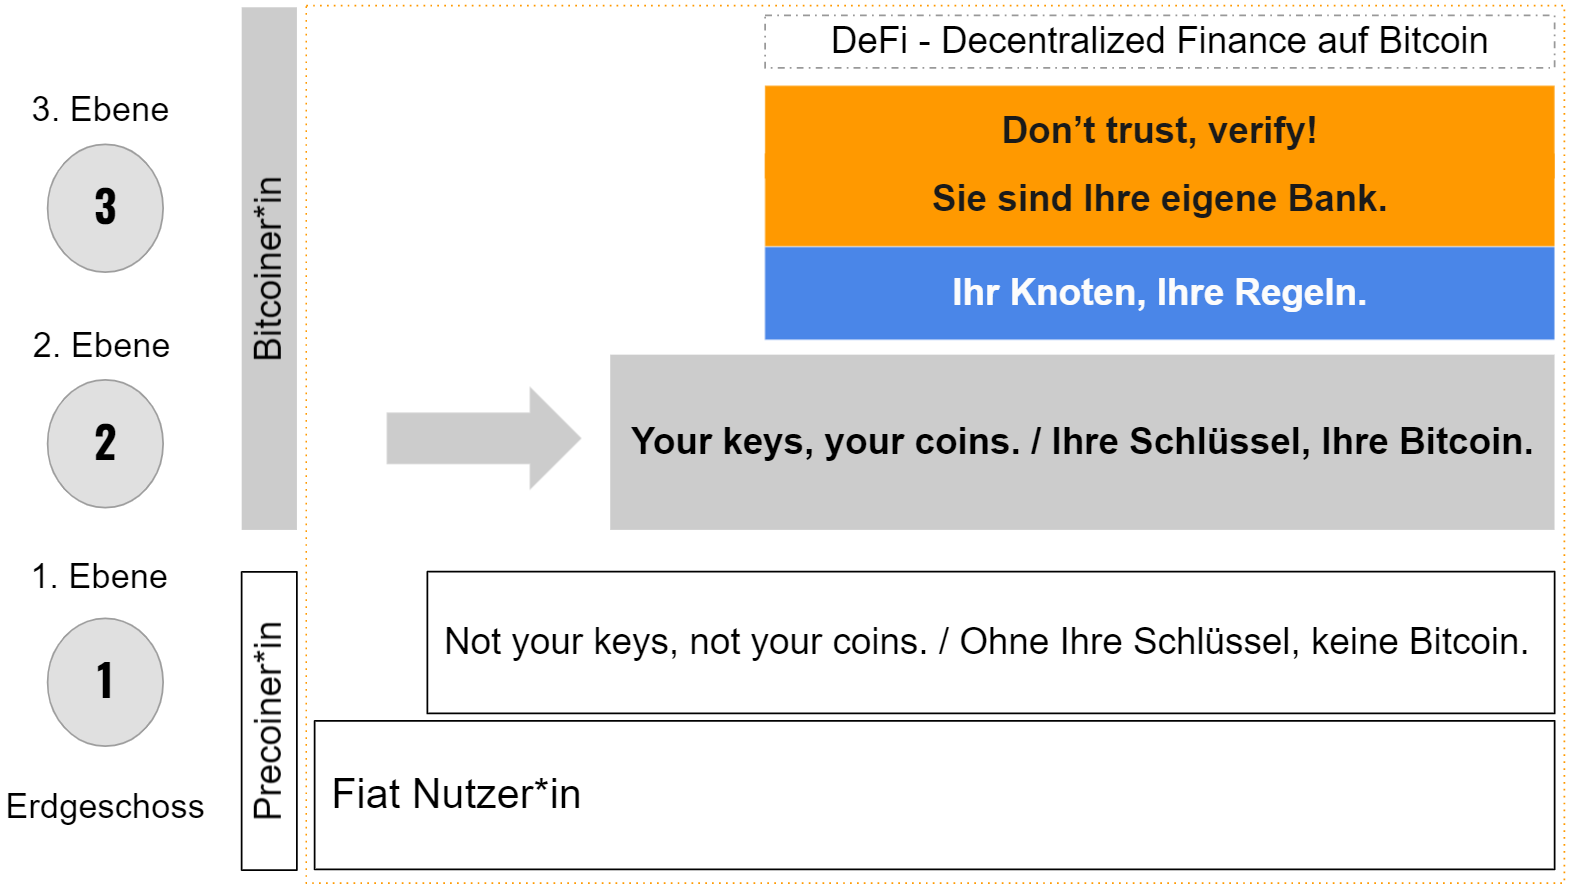 DeFi - Decentralized Finance auf Bitcoin
3. Ebene
3
Bitcoiner*in
Don’t trust, verify!
Sie sind Ihre eigene Bank.
Ihr Knoten, Ihre Regeln.
2. Ebene
2
Your keys, your coins. / Ihre Schlüssel, Ihre Bitcoin.
1. Ebene
1
Precoiner*in
Not your keys, not your coins. / Ohne Ihre Schlüssel, keine Bitcoin.
Erdgeschoss
Fiat Nutzer*in